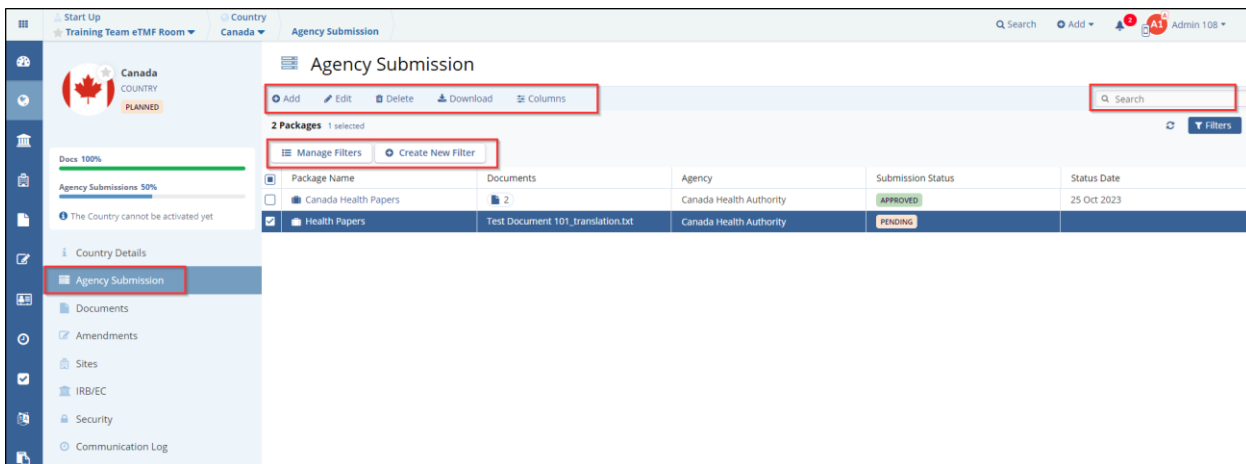 Start Up
Country
Training Team eTMF Room
Canada
Agency Submission
Search
Add
2
A
A1
Admin 108
Canada
COUNTRY
PLANNED
Docs 100%
Agency Submissions 50%
The Country cannot be activated yet
Country Details
Agency Submission
Documents
Amendments
Sites
IRB/EC
Security
Communication Log
Agency Submission
Add Edit Delete Download Columns
Search
2 Packages 1 selected
Filters
Manage Filters Create New Filter
Package Name Documents Agency Submission Status Status Date
Canada Health Papers 2 Canada Health Authority APPROVED 25 Oct 2023
Health Papers Test Document 101_translation.txt Canada Health Authority PENDING